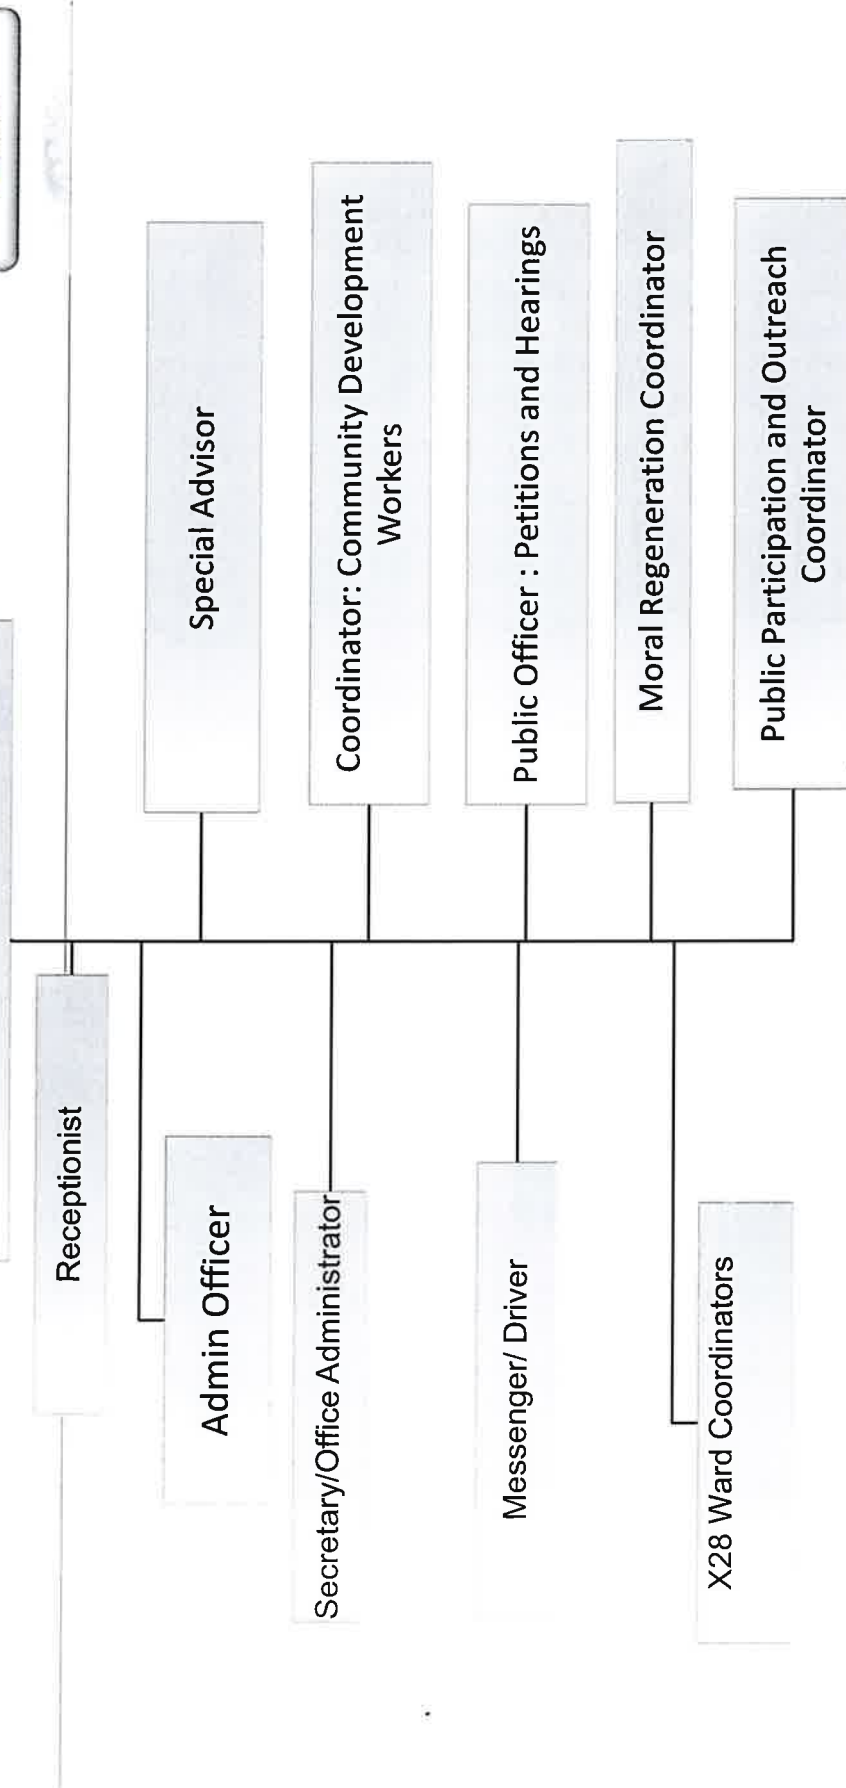 Receptionist
Admin Officer
Special Advisor
Secretary/Office Administrator
Coordinator: Community Development
Workers
Messenger/ Driver
Public Officer : Petitions and Hearings
Moral Regeneration Coordinator
X28 Ward Coordinators
Public Participation and Outreach
Coordinator